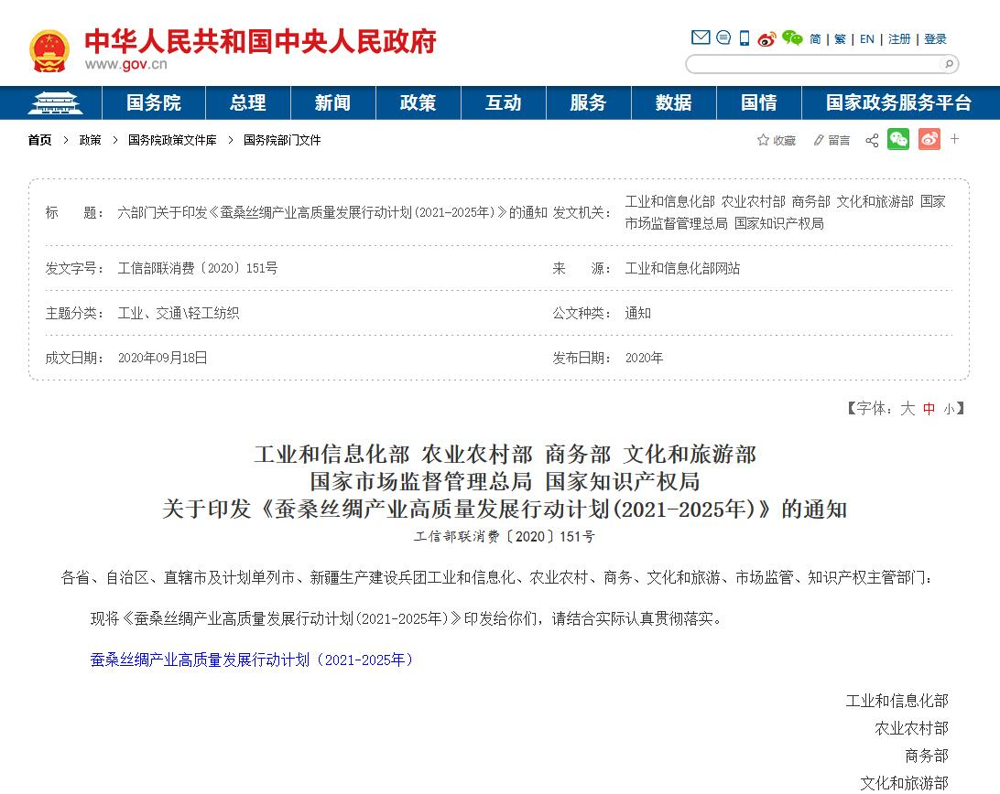 中华人民共和国中央人民政府
www.gov.cn
简 | 繁 | EN | 注册 | 登录
国务院 总理 新闻 政策 互动 服务 数据 国情 国家政务服务平台
首页 > 政策 > 国务院政策文件库 > 国务院部门文件
收藏 留言
标 题： 六部门关于印发《蚕桑丝绸产业高质量发展行动计划(2021-2025年)》的通知 发文机关： 工业和信息化部 农业农村部 商务部 文化和旅游部 国家
市场监督管理总局 国家知识产权局
发文字号： 工信部联消费〔2020〕151号 来 源： 工业和信息化部网站
主题分类： 工业、交通\轻工纺织 公文种类： 通知
成文日期： 2020年09月18日 发布日期： 2020年
【字体：大 中 小】
工业和信息化部 农业农村部 商务部 文化和旅游部
国家市场监督管理总局 国家知识产权局
关于印发《蚕桑丝绸产业高质量发展行动计划(2021-2025年)》的通知
工信部联消费〔2020〕151号
各省、自治区、直辖市及计划单列市、新疆生产建设兵团工业和信息化、农业农村、商务、文化和旅游、市场监管、知识产权主管部门：
现将《蚕桑丝绸产业高质量发展行动计划(2021-2025年)》印发给你们，请结合实际认真贯彻落实。
蚕桑丝绸产业高质量发展行动计划（2021-2025年）
工业和信息化部
农业农村部
商务部
文化和旅游部